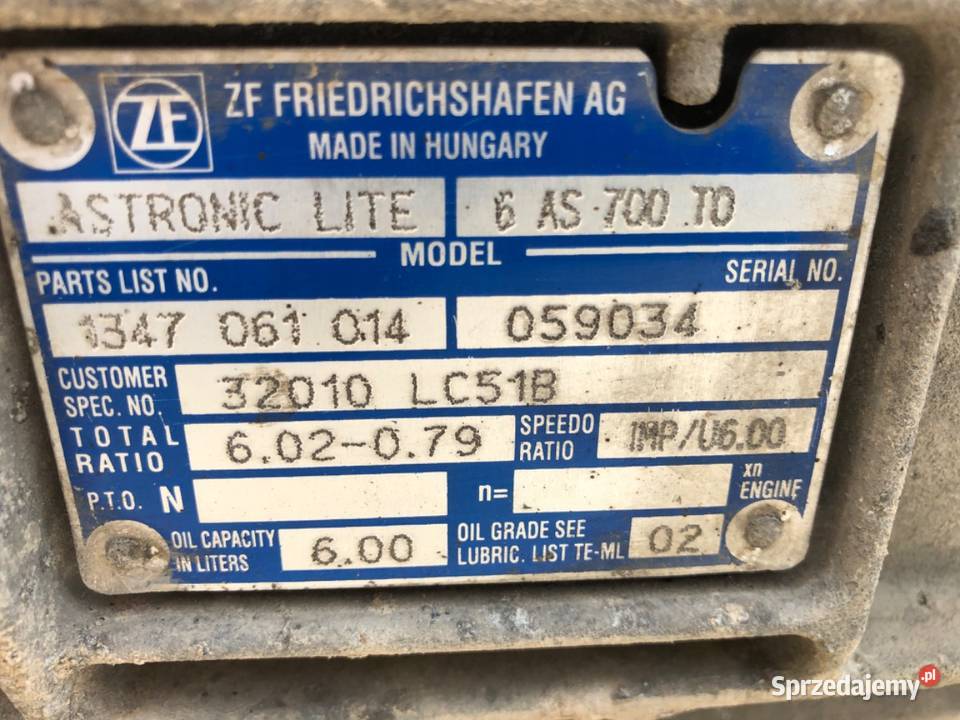 ZF
ZF FRIEDRICHSHAFEN AG
MADE IN HUNGARY
ASTRONIC LITE
6 AS 700 TO
MODEL
PARTS LIST NO.
SERIAL NO.
1347 061 014
059034
CUSTOMER
SPEC. NO.
32010 LC51B
TOTAL
RATIO
6.02-0.79
SPEEDO
RATIO
IMP/U6.00
P.T.O. N
n=
xn
ENGINE
OIL CAPACITY
IN LITERS
6.00
OIL GRADE SEE
LUBRIC. LIST TE-ML
02
Sprzedajemy.pl